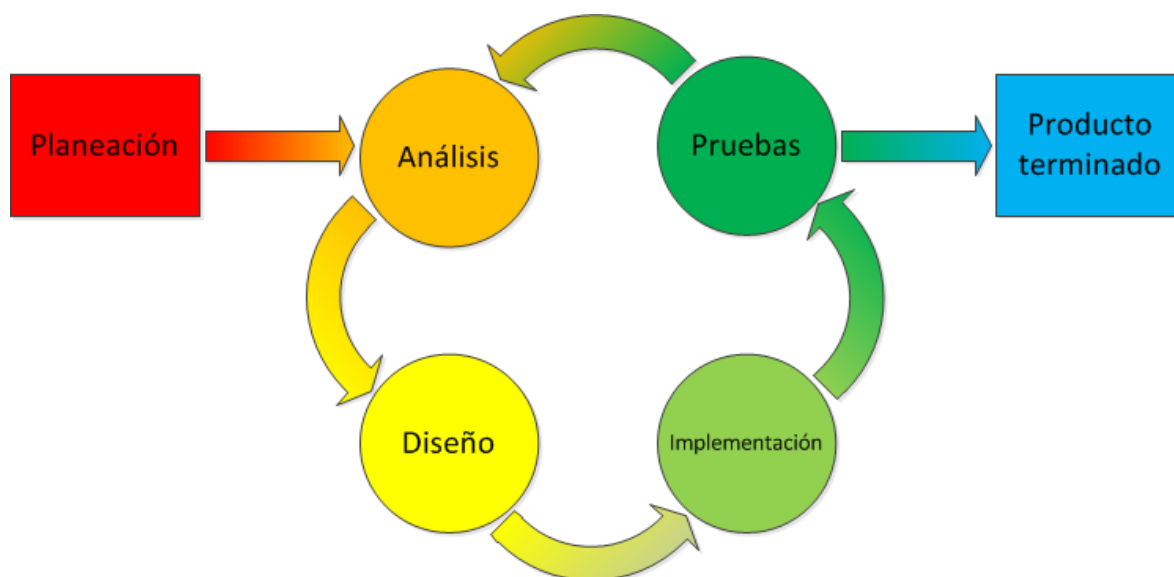 Planeación
Análisis
Pruebas
Producto
terminado
Diseño
Implementación